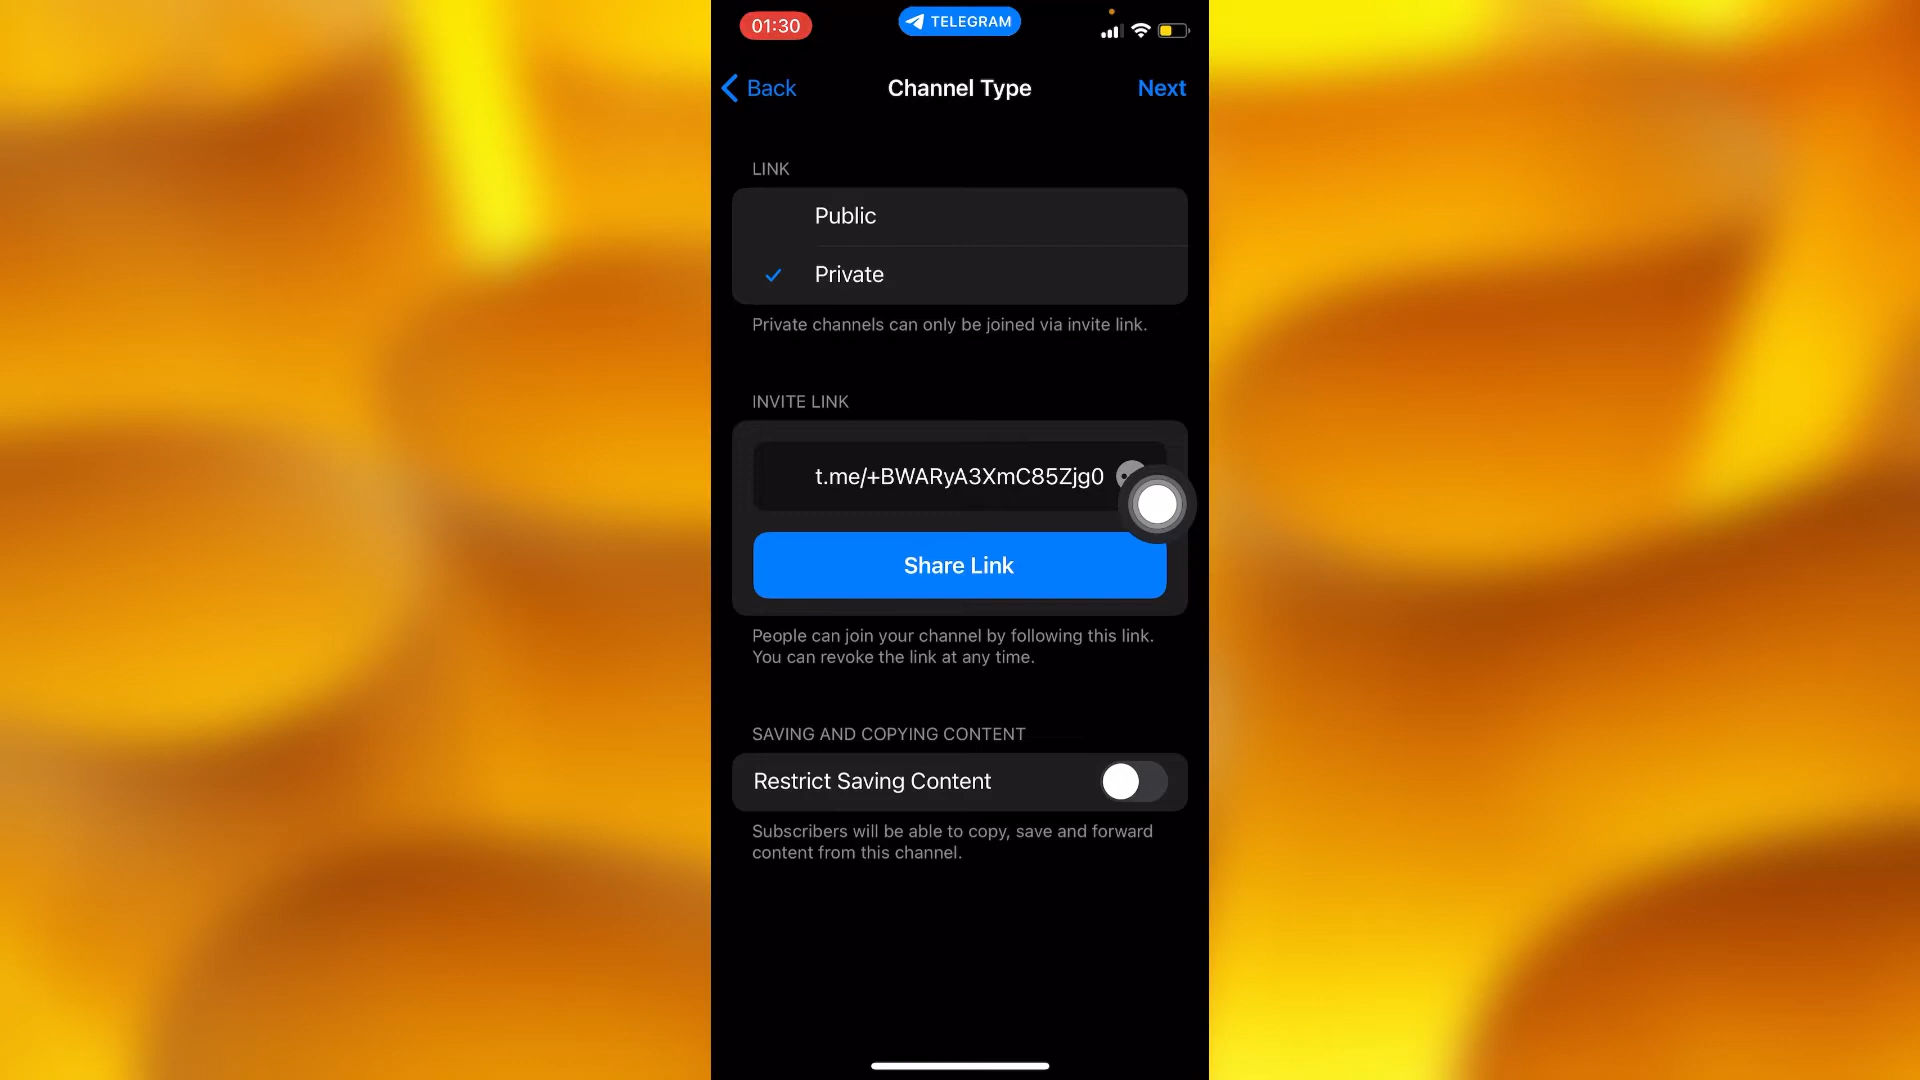 01:30
TELEGRAM
Back
Channel Type
Next
LINK
Public
Private
Private channels can only be joined via invite link.
INVITE LINK
t.me/+BWARyA3XmC85Zjg0
Share Link
People can join your channel by following this link.
You can revoke the link at any time.
SAVING AND COPYING CONTENT
Restrict Saving Content
Subscribers will be able to copy, save and forward
content from this channel.